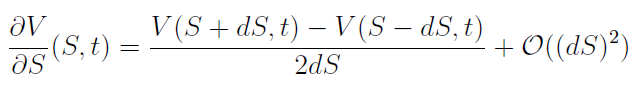 ∂V/∂S (S, t) = (V(S + dS, t) − V(S − dS, t)) / 2dS + 𝒪((dS)²)